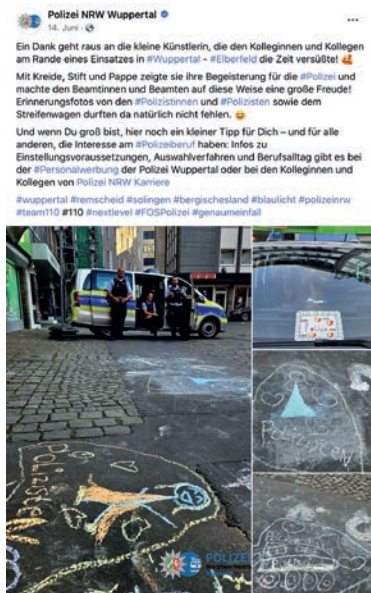 Polizei NRW Wuppertal
14. Juni
Ein Dank geht raus an die kleine Künstlerin, die den Kolleginnen und Kollegen
am Rande eines Einsatzes in #Wuppertal - #Elberfeld die Zeit versüßte! 🥰
Mit Kreide, Stift und Pappe zeigte sie ihre Begeisterung für die #Polizei und
machte den Beamtinnen und Beamten auf diese Weise eine große Freude!
Erinnerungsfotos von den #Polizistinnen und #Polizisten sowie dem
Streifenwagen durften da natürlich nicht fehlen. 😊
Und wenn Du groß bist, hier noch ein kleiner Tipp für Dich – und für alle
anderen, die Interesse am #Polizeiberuf haben: Infos zu
Einstellungsvoraussetzungen, Auswahlverfahren und Berufsalltag gibt es bei
der #Personalwerbung der Polizei Wuppertal oder bei den Kolleginnen und
Kollegen von Polizei NRW Karriere
#wuppertal #remscheid #solingen #bergischesland #blaulicht #polizeinrw
#team110 #110 #nextlevel #FOSPolizei #genaumeinfall
Polizisten
POLIZEI